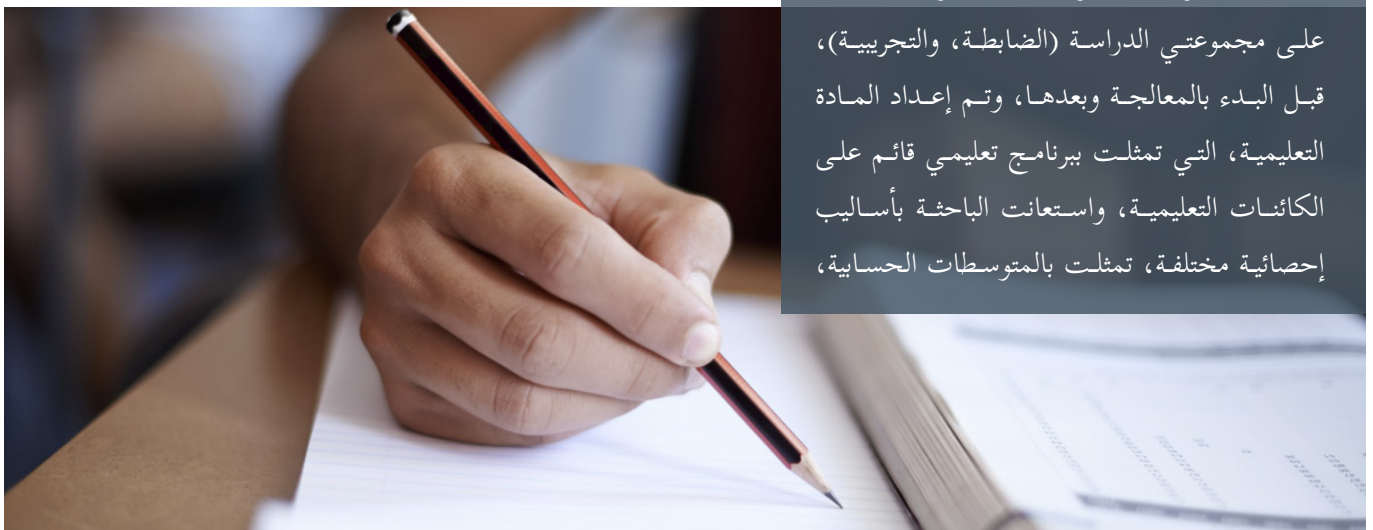 على مجموعتي الدراسة (الضابطة، والتجريبية)،
قبل البدء بالمعالجة وبعدها، وتم إعداد المادة
التعليمية، التي تمثلت ببرنامج تعليمي قائم على
الكائنات التعليمية، واستعانت الباحثة بأساليب
إحصائية مختلفة، تمثلت بالمتوسطات الحسابية،